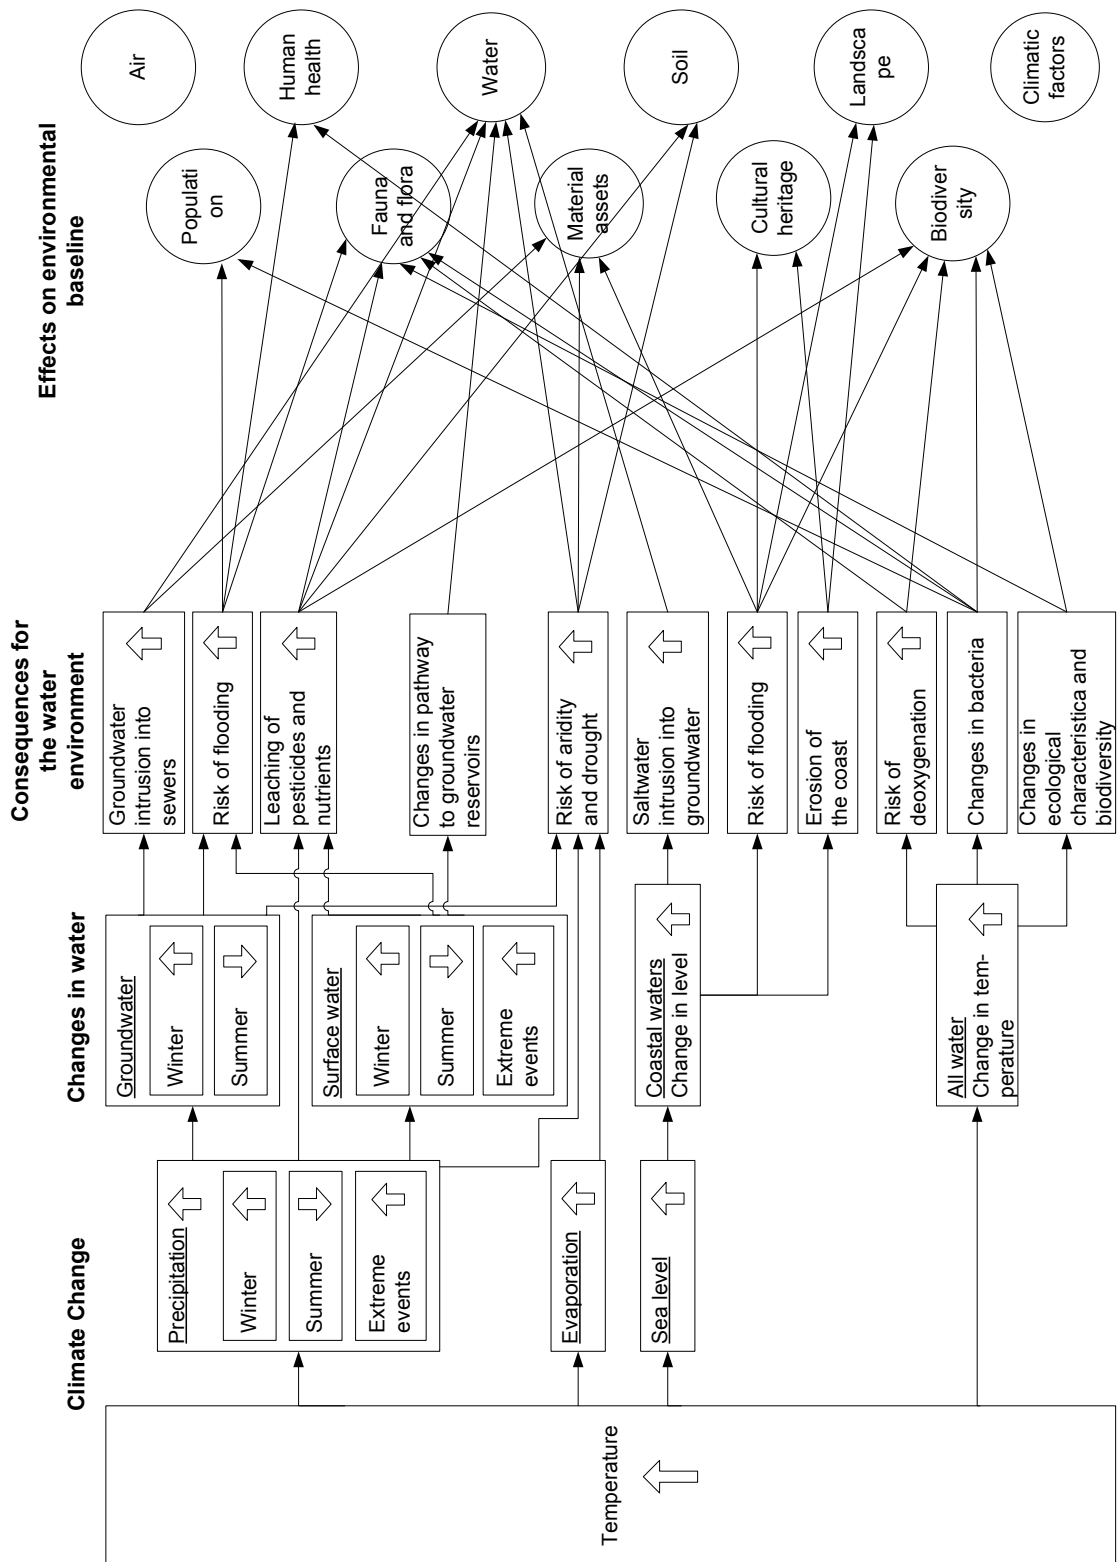 Climate Change
Changes in water
Consequences for
the water
environment
Effects on environmental
baseline
Temperature
Precipitation
Winter
Summer
Extreme
events
Evaporation
Sea level
Groundwater
Winter
Summer
Surface water
Winter
Summer
Extreme
events
Coastal waters
Change in level
All water
Change in tem-
perature
Groundwater
intrusion into
sewers
Risk of flooding
Leaching of
pesticides and
nutrients
Changes in pathway
to groundwater
reservoirs
Risk of aridity
and drought
Saltwater
intrusion into
groundwater
Risk of flooding
Erosion of
the coast
Risk of
deoxygenation
Changes in bacteria
Changes in
ecological
characteristica and
biodiversity
Populati
on
Fauna
and flora
Material
assets
Cultural
heritage
Biodiver
sity
Air
Human
health
Water
Soil
Landsca
pe
Climatic
factors